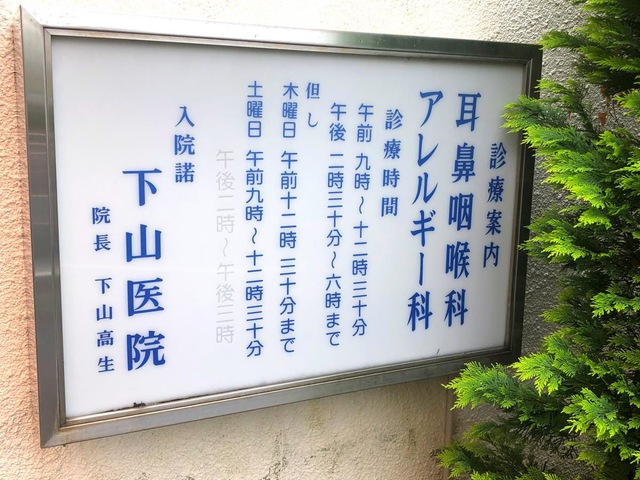 診療案内
耳鼻咽喉科
アレルギー科
診療時間
午前 九時〜十二時三十分
午後 二時三十分〜六時まで
但し
木曜日 午前十二時三十分まで
土曜日 午前九時〜十二時三十分
午後二時〜午後三時
入院諾
下山医院
院長 下山高生